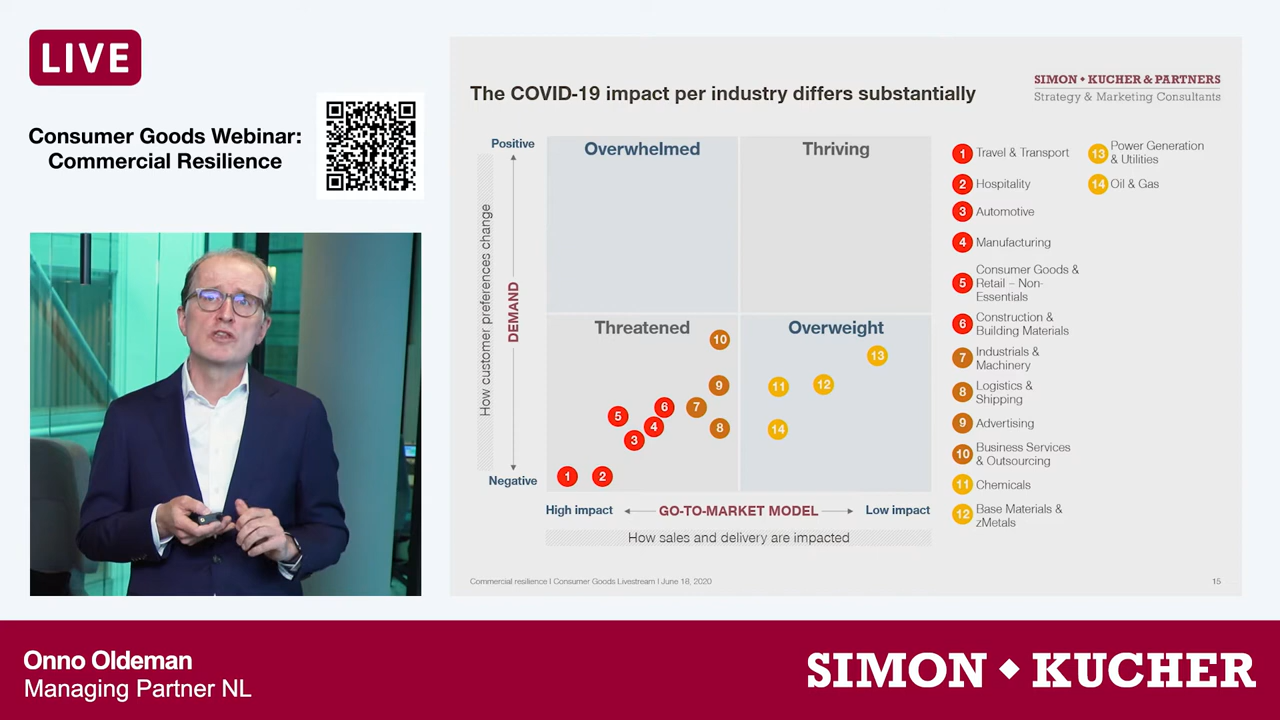 LIVE
Consumer Goods Webinar:
Commercial Resilience
The COVID-19 impact per industry differs substantially
SIMON • KUCHER & PARTNERS
Strategy & Marketing Consultants
Positive
How customer preferences change
DEMAND
Negative
Overwhelmed
Thriving
Threatened
Overweight
10
13
9
11
12
5
6
7
4
3
8
14
1
2
High impact
GO-TO-MARKET MODEL
Low impact
How sales and delivery are impacted
1 Travel & Transport
2 Hospitality
3 Automotive
4 Manufacturing
5 Consumer Goods &
Retail – Non-
Essentials
6 Construction &
Building Materials
7 Industrials &
Machinery
8 Logistics &
Shipping
9 Advertising
10 Business Services
& Outsourcing
11 Chemicals
12 Base Materials &
zMetals
13 Power Generation
& Utilities
14 Oil & Gas
Commercial resilience I Consumer Goods Livestream I June 18, 2020
15
Onno Oldeman
Managing Partner NL
SIMON ◆ KUCHER